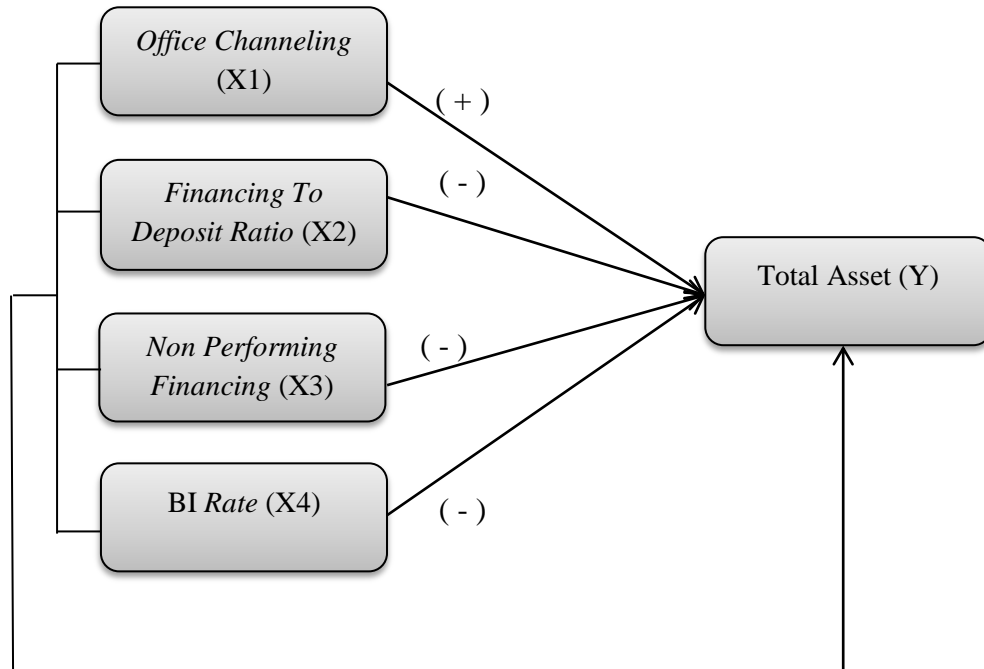 Office Channeling
(X1)
( + )
Financing To
Deposit Ratio (X2)
( - )
Total Asset (Y)
Non Performing
Financing (X3)
( - )
BI Rate (X4)
( - )